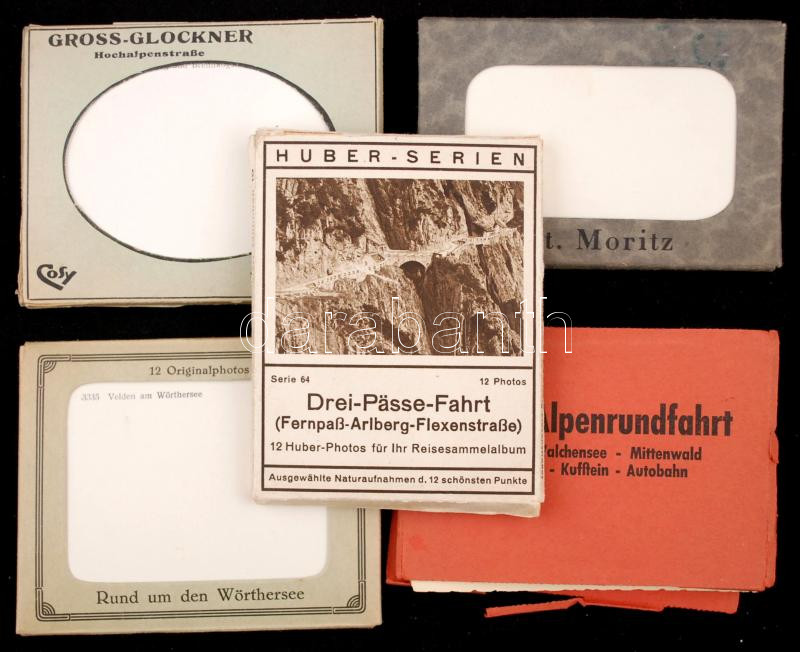 GROSS-GLOCKNER
Hochalpenstraße
Cosy
t. Moritz
HUBER-SERIEN
Serie 64 12 Photos
Drei-Pässe-Fahrt
(Fernpaß-Arlberg-Flexenstraße)
12 Huber-Photos für Ihr Reisesammelalbum
Ausgewählte Naturaufnahmen d. 12 schönsten Punkte
darabanth
12 Originalphotos
3335 Velden am Wörthersee
Rund um den Wörthersee
Alpenrundfahrt
alchensee - Mittenwald
- Kufstein - Autobahn